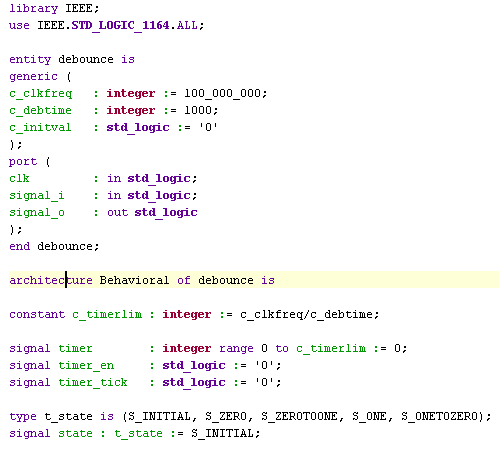 library IEEE;
use IEEE.STD_LOGIC_1164.ALL;
entity debounce is
generic (
c_clkfreq : integer := 100_000_000;
c_debtime : integer := 1000;
c_initval : std_logic := '0'
);
port (
clk : in std_logic;
signal_i : in std_logic;
signal_o : out std_logic
);
end debounce;
architecture Behavioral of debounce is
constant c_timerlim : integer := c_clkfreq/c_debtime;
signal timer : integer range 0 to c_timerlim := 0;
signal timer_en : std_logic := '0';
signal timer_tick : std_logic := '0';
type t_state is (S_INITIAL, S_ZERO, S_ZEROTOONE, S_ONE, S_ONETOZERO);
signal state : t_state := S_INITIAL;